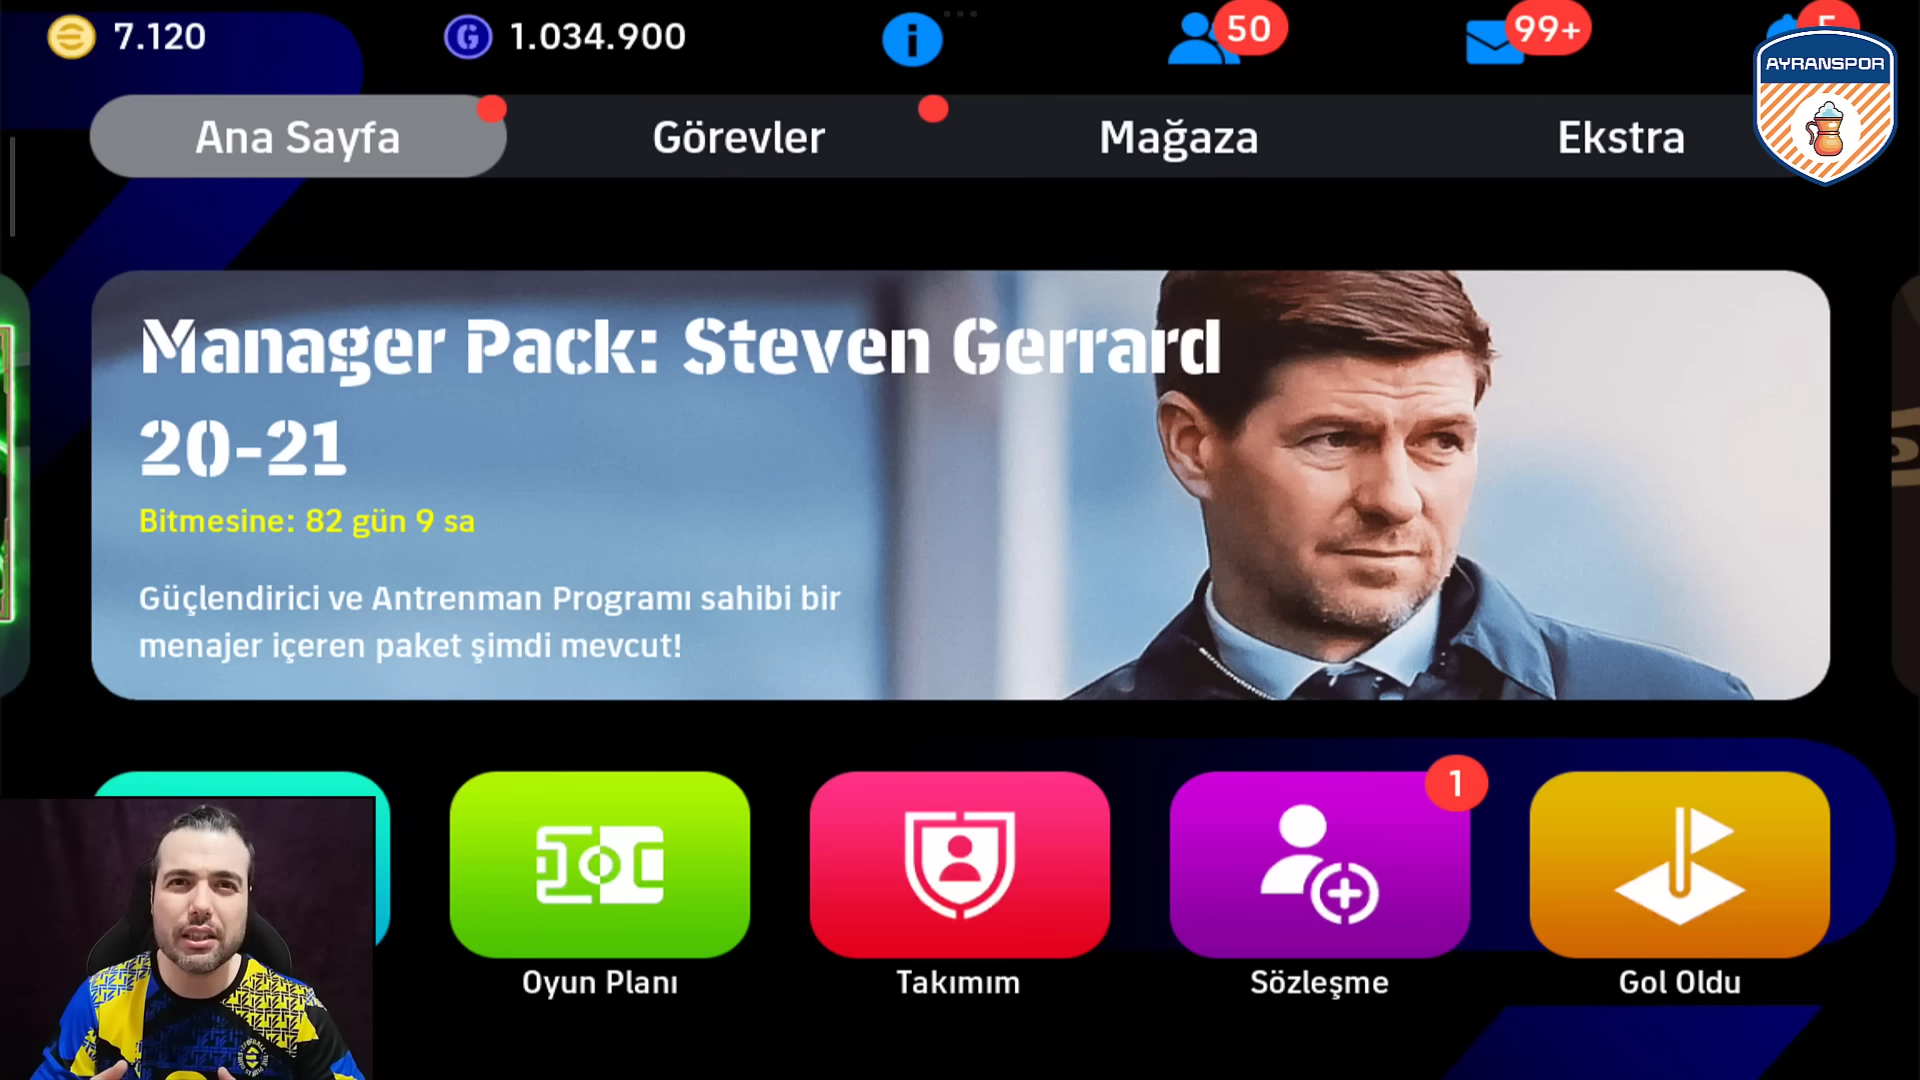 7.120
1.034.900
50
99+
5
AYRANSPOR
Ana Sayfa
Görevler
Mağaza
Ekstra
Manager Pack: Steven Gerrard
20-21
Bitmesine: 82 gün 9 sa
Güçlendirici ve Antrenman Programı sahibi bir
menajer içeren paket şimdi mevcut!
1
Oyun Planı
Takımım
Sözleşme
Gol Oldu